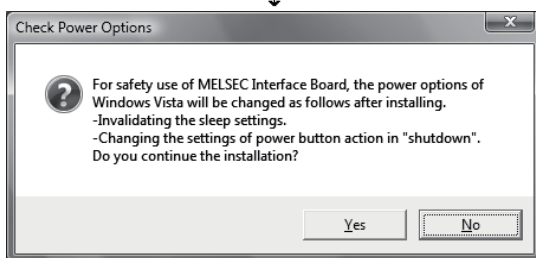 Check Power Options
x
For safety use of MELSEC Interface Board, the power options of
Windows Vista will be changed as follows after installing.
-Invalidating the sleep settings.
-Changing the settings of power button action in "shutdown".
Do you continue the installation?
Yes
No